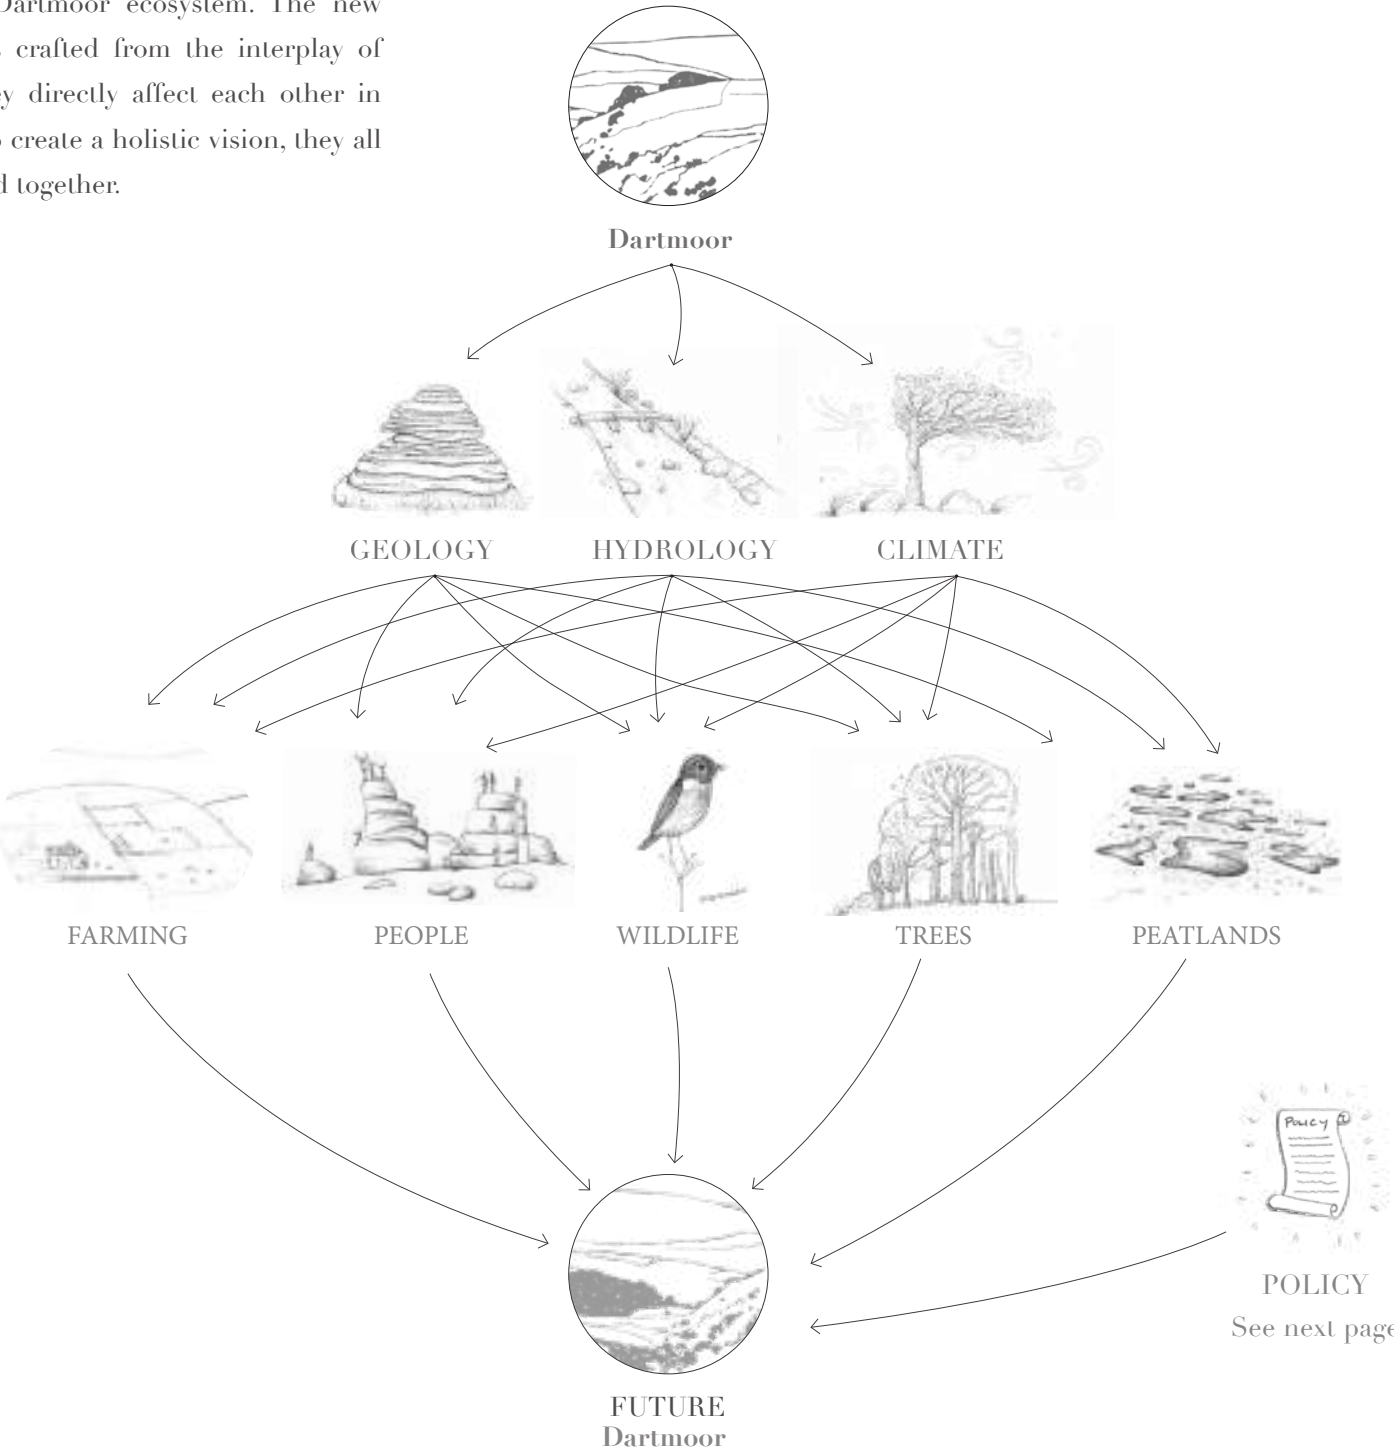 Dartmoor ecosystem. The new
crafted from the interplay of
directly affect each other in
create a holistic vision, they all
together.
Dartmoor
GEOLOGY HYDROLOGY CLIMATE
FARMING PEOPLE WILDLIFE TREES PEATLANDS
POLICY
POLICY
See next page
FUTURE
Dartmoor